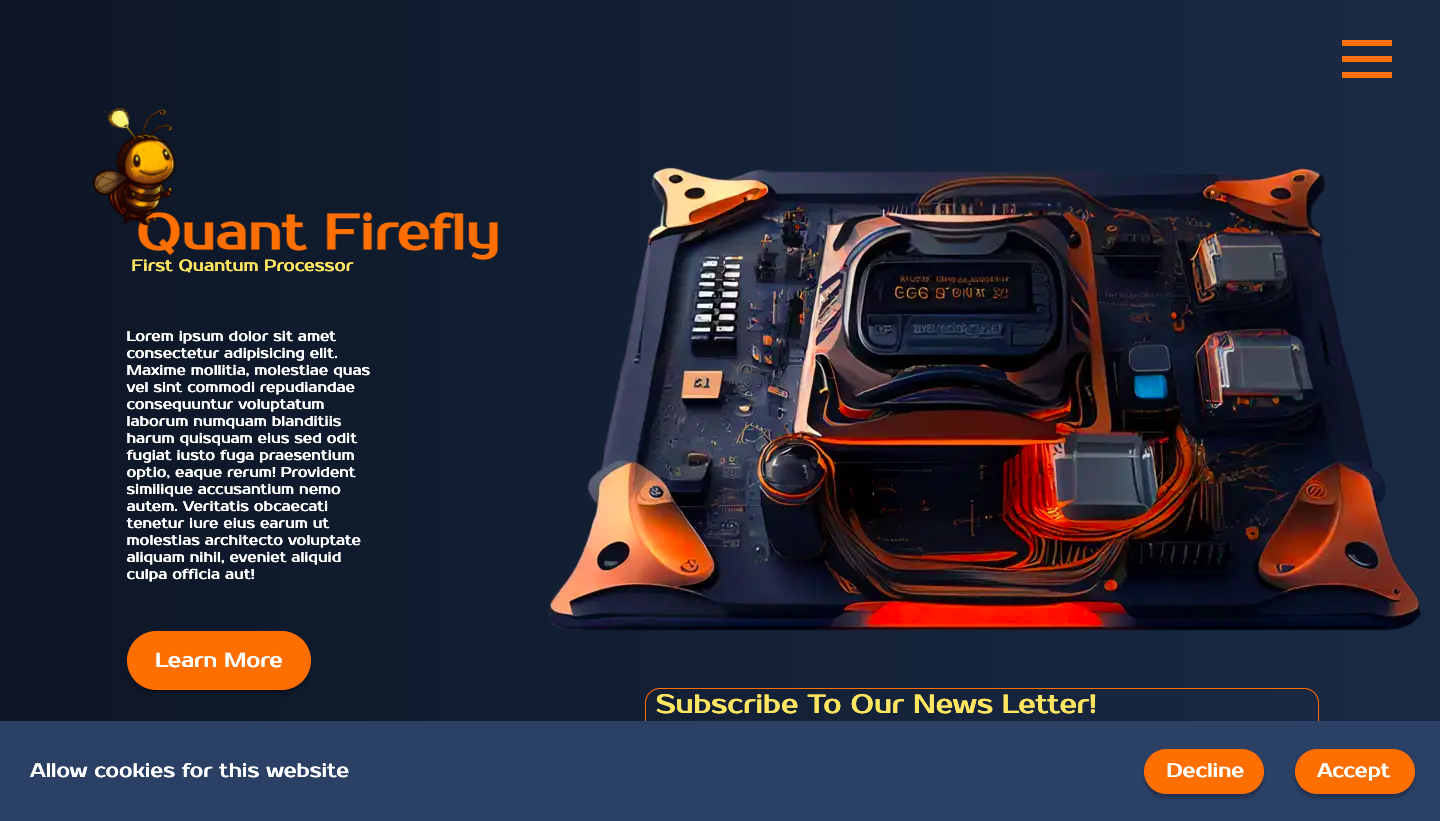 Quant Firefly
First Quantum Processor
Lorem ipsum dolor sit amet
consectetur adipisicing elit.
Maxime mollitia, molestiae quas
vel sint commodi repudiandae
consequuntur voluptatum
laborum numquam blanditiis
harum quisquam eius sed odit
fugiat iusto fuga praesentium
optio, eaque rerum! Provident
similique accusantium nemo
autem. Veritatis obcaecati
tenetur iure eius earum ut
molestias architecto voluptate
aliquam nihil, eveniet aliquid
culpa officia aut!
Learn More
Subscribe To Our News Letter!
Allow cookies for this website
Decline
Accept